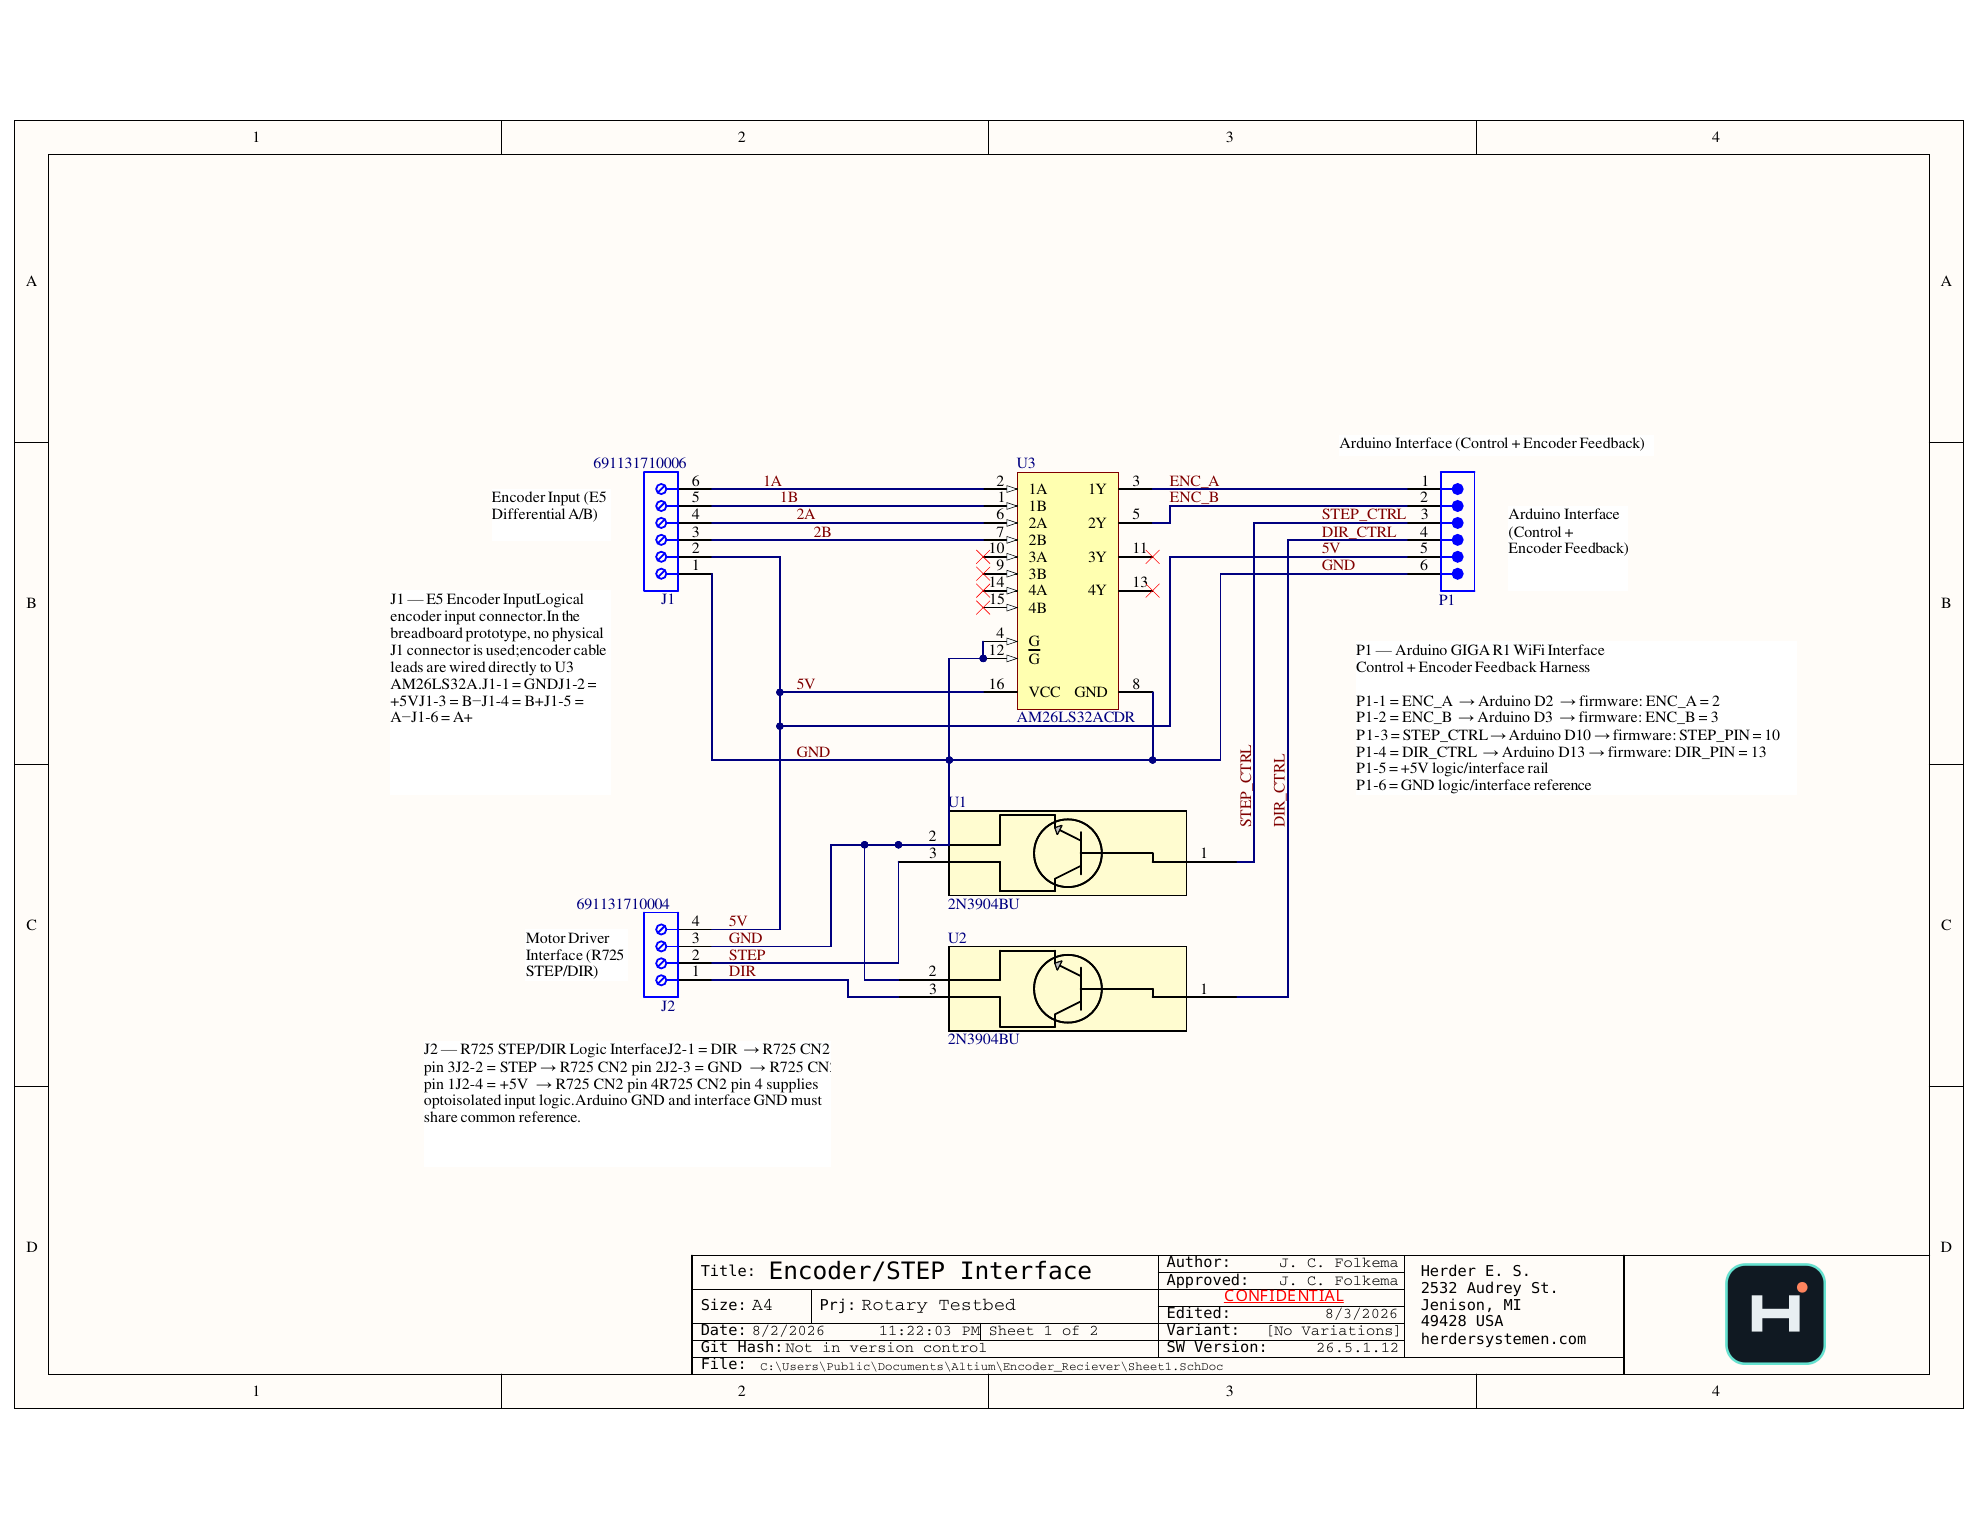 1 2 3 4
A A
B B
C C
D D
1 2 3 4
Arduino Interface (Control + Encoder Feedback)
691131710006
Encoder Input (E5
Differential A/B)
6 1A
5 1B
4 2A
3 2B
2
1
J1
U3
2 1A 1Y 3 ENC_A
1 1B ENC_B
6 2A 2Y 5
7 2B
10 3A 3Y 11
9 3B
14 4A 4Y 13
15 4B
4 G
12 G
5V 16 VCC GND 8
AM26LS32ACDR
GND
1
2
STEP_CTRL 3
DIR_CTRL 4
5V 5
GND 6
P1
Arduino Interface
(Control +
Encoder Feedback)
J1 — E5 Encoder InputLogical
encoder input connector.In the
breadboard prototype, no physical
J1 connector is used;encoder cable
leads are wired directly to U3
AM26LS32A.J1-1 = GNDJ1-2 =
+5VJ1-3 = B−J1-4 = B+J1-5 =
A−J1-6 = A+
P1 — Arduino GIGA R1 WiFi Interface
Control + Encoder Feedback Harness
P1-1 = ENC_A → Arduino D2 → firmware: ENC_A = 2
P1-2 = ENC_B → Arduino D3 → firmware: ENC_B = 3
P1-3 = STEP_CTRL → Arduino D10 → firmware: STEP_PIN = 10
P1-4 = DIR_CTRL → Arduino D13 → firmware: DIR_PIN = 13
P1-5 = +5V logic/interface rail
P1-6 = GND logic/interface reference
STEP_CTRL
DIR_CTRL
U1
2
3
1
2N3904BU
U2
2
3
1
2N3904BU
691131710004
Motor Driver
Interface (R725
STEP/DIR)
4 5V
3 GND
2 STEP
1 DIR
J2
J2 — R725 STEP/DIR Logic InterfaceJ2-1 = DIR → R725 CN2
pin 3J2-2 = STEP → R725 CN2 pin 2J2-3 = GND → R725 CN
pin 1J2-4 = +5V → R725 CN2 pin 4R725 CN2 pin 4 supplies
optoisolated input logic.Arduino GND and interface GND must
share common reference.
Title: Encoder/STEP Interface
Size: A4 Prj: Rotary Testbed
Date: 8/2/2026 11:22:03 PM Sheet 1 of 2
Git Hash: Not in version control
File: C:\Users\Public\Documents\Altium\Encoder_Reciever\Sheet1.SchDoc
Author: J. C. Folkema
Approved: J. C. Folkema
CONFIDENTIAL
Edited: 8/3/2026
Variant: [No Variations]
SW Version: 26.5.1.12
Herder E. S.
2532 Audrey St.
Jenison, MI
49428 USA
herdersystemen.com
H